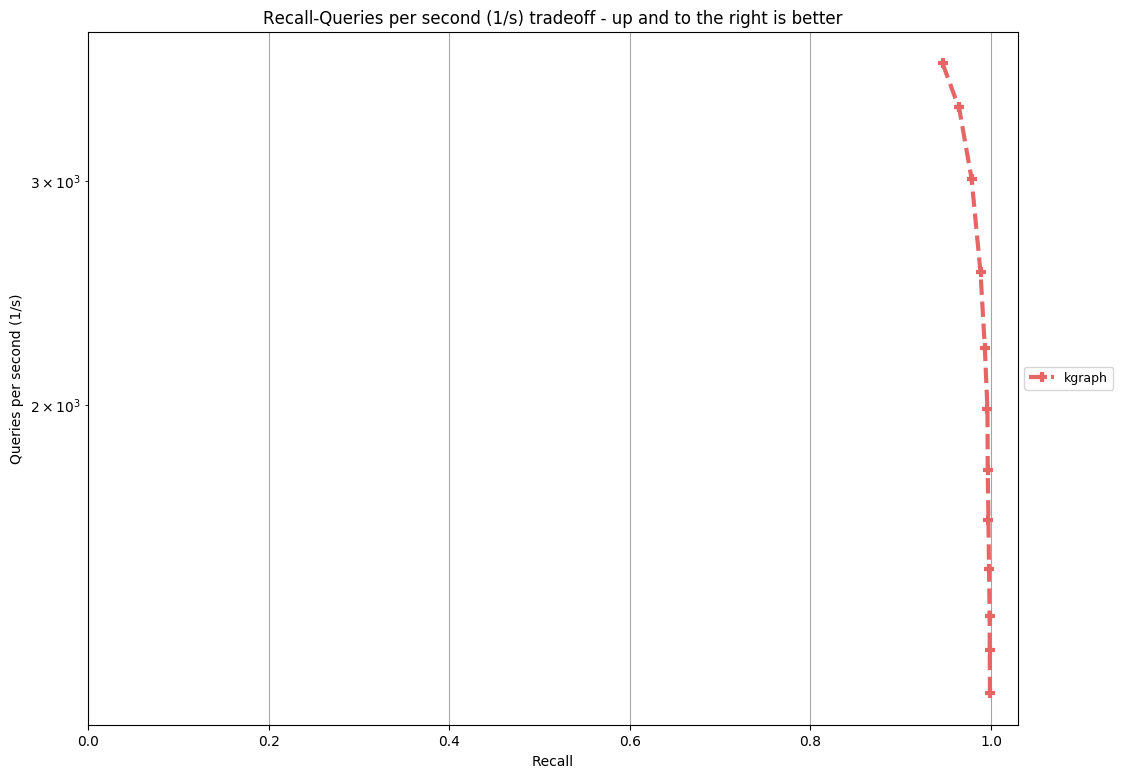 Recall-Queries per second (1/s) tradeoff - up and to the right is better
3 × 10³
2 × 10³
Queries per second (1/s)
kgraph
0.0 0.2 0.4 0.6 0.8 1.0
Recall